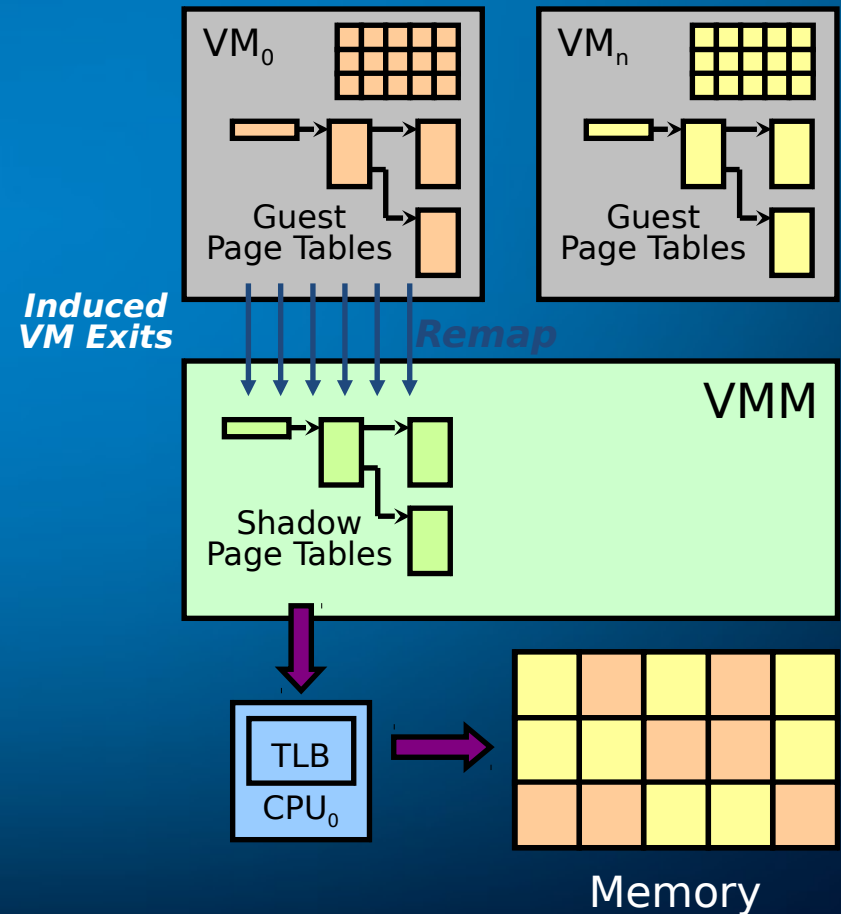 VM0
VMn
Guest
Page Tables
Guest
Page Tables
Induced
VM Exits
Remap
VMM
Shadow
Page Tables
TLB
CPU0
Memory